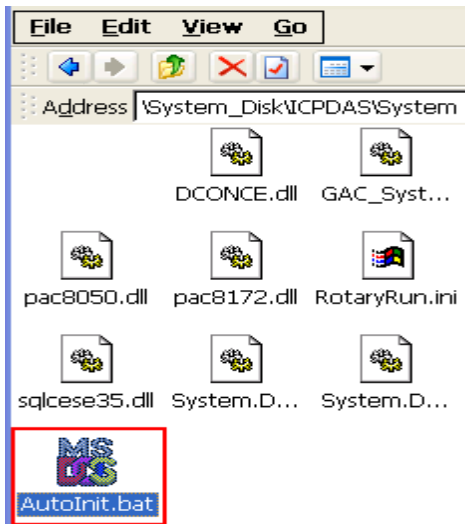 File Edit View Go
Address \System_Disk\ICPDAS\System
DCONCE.dll GAC_Syst...
pac8050.dll pac8172.dll RotaryRun.ini
sqlcese35.dll System.D... System.D...
MS
DOS
AutoInit.bat